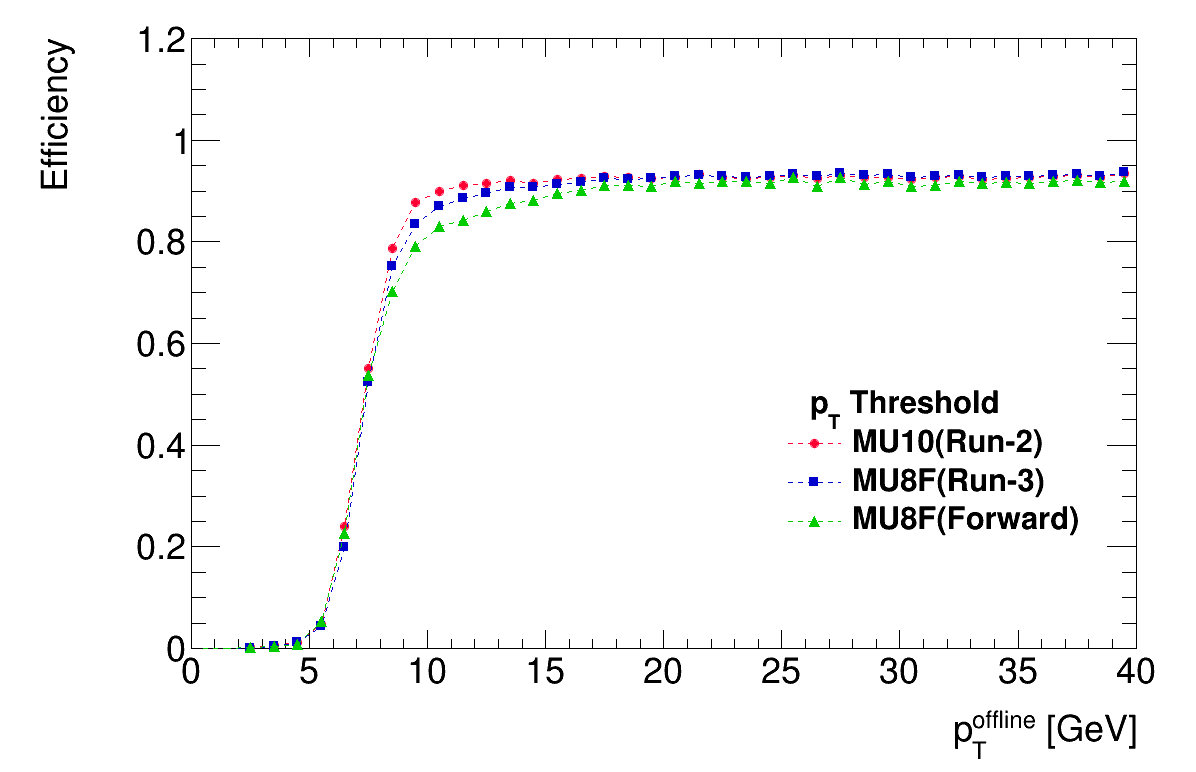 Efficiency
1.2
1
0.8
0.6
0.4
0.2
0
0 5 10 15 20 25 30 35 40
p_T^offline [GeV]
p_T Threshold
MU10(Run-2)
MU8F(Run-3)
MU8F(Forward)